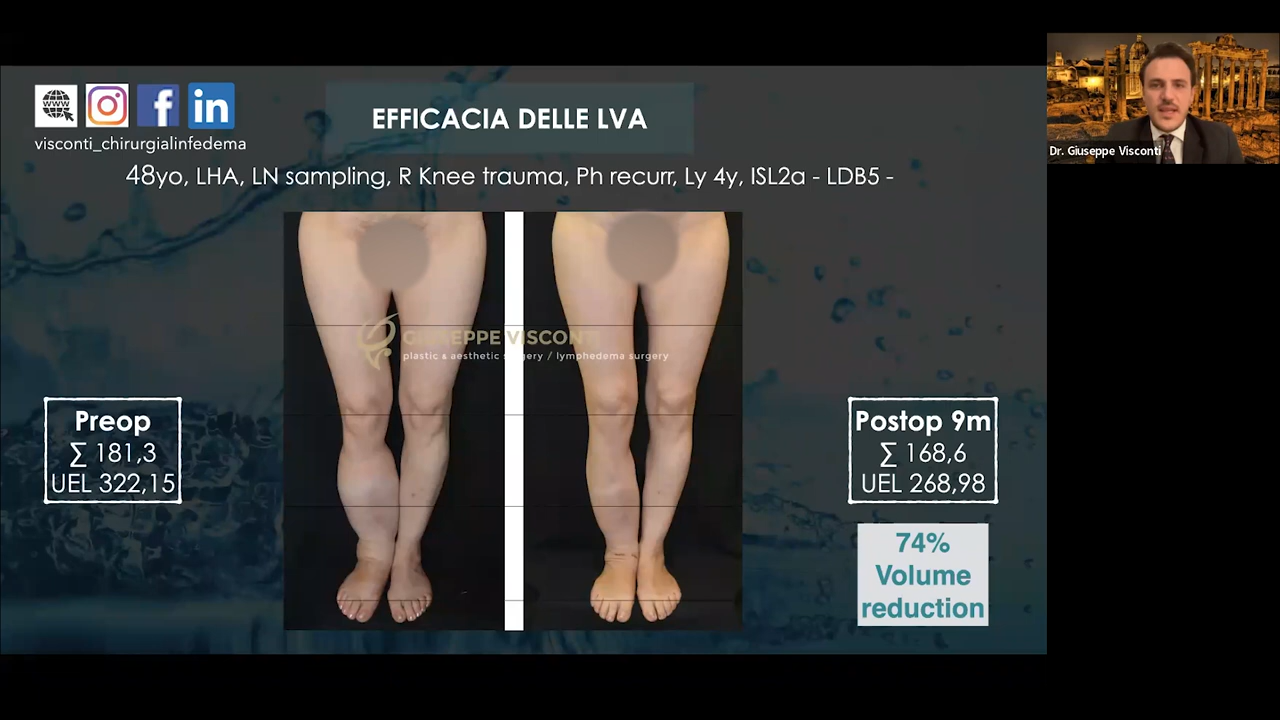 EFFICACIA DELLE LVA
visconti_chirurgialinfedema
48yo, LHA, LN sampling, R Knee trauma, Ph recurr, Ly 4y, ISL2a - LDB5 -
www
f
in
GIUSEPPE VISCONTI
plastic & aesthetic surgery / lymphedema surgery
Preop
∑ 181,3
UEL 322,15
Postop 9m
∑ 168,6
UEL 268,98
74%
Volume
reduction
Dr. Giuseppe Visconti